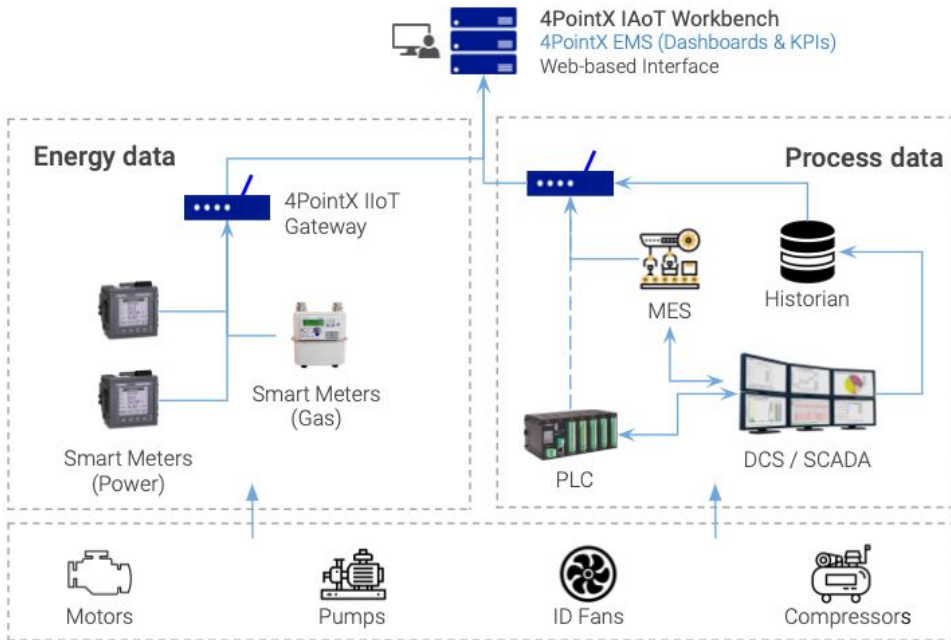 4PointX IAoT Workbench
4PointX EMS (Dashboards & KPIs)
Web-based Interface
Energy data
Process data
4PointX IIoT
Gateway
MES
Historian
Smart Meters
(Gas)
Smart Meters
(Power)
PLC
DCS / SCADA
Motors
Pumps
ID Fans
Compressors